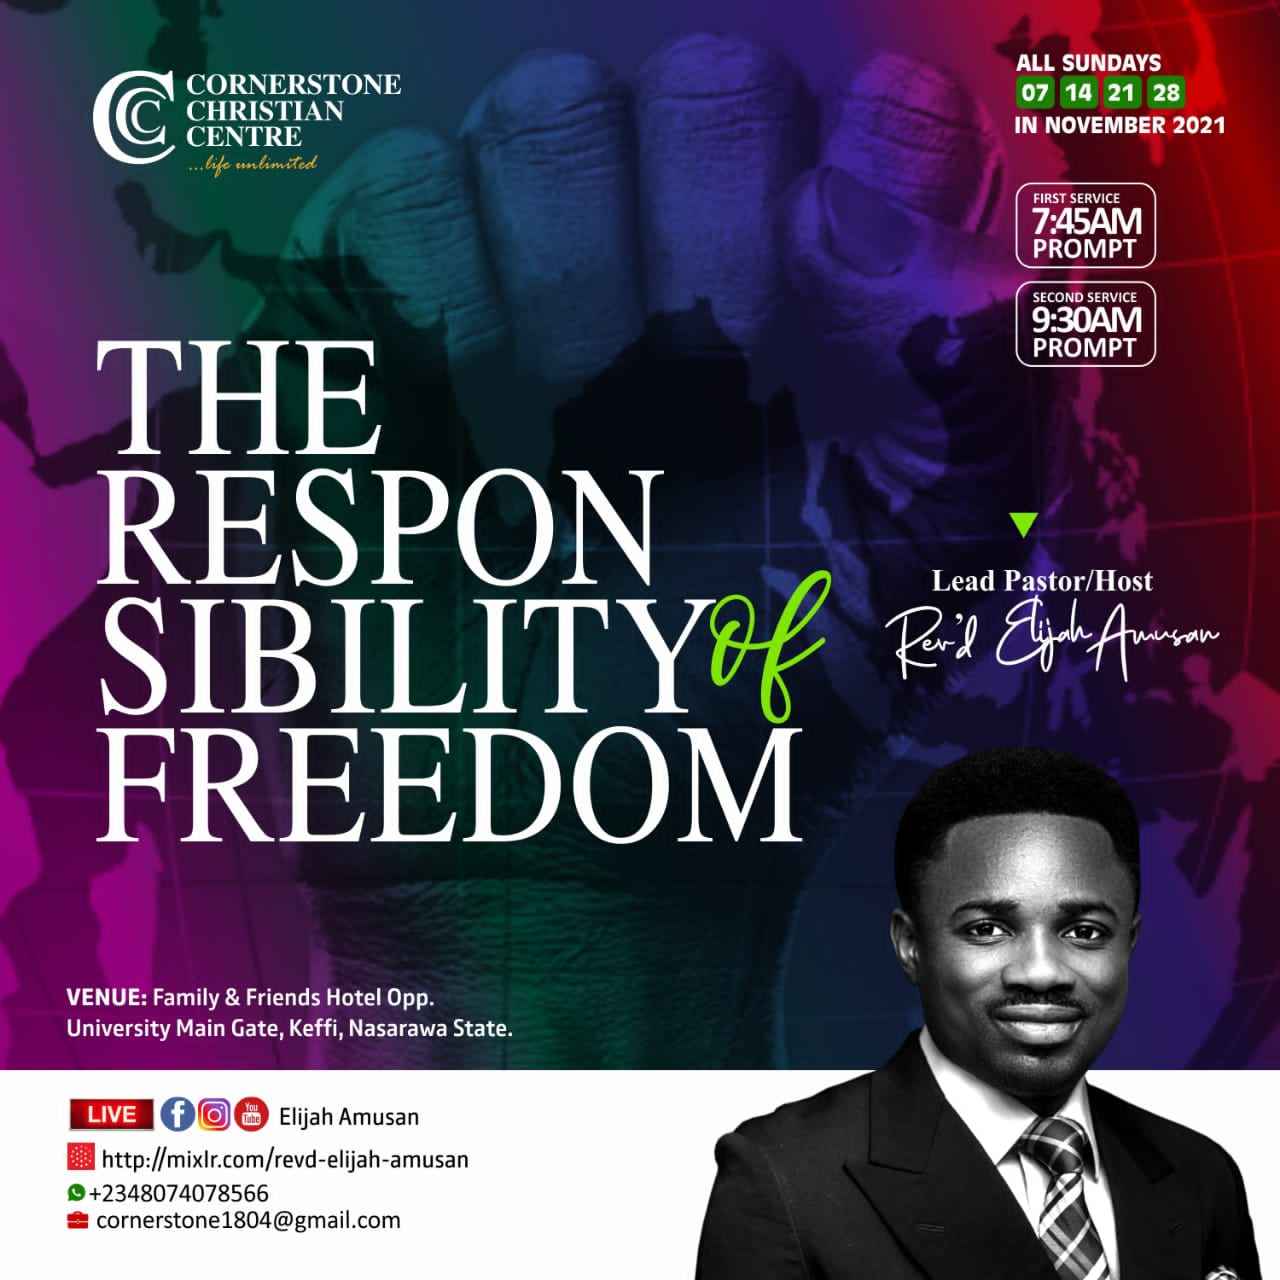 CORNERSTONE
CHRISTIAN
CENTRE
...life unlimited
ALL SUNDAYS
07 14 21 28
IN NOVEMBER 2021
FIRST SERVICE
7:45AM
PROMPT
SECOND SERVICE
9:30AM
PROMPT
THE
RESPON
SIBILITY of
FREEDOM
Lead Pastor/Host
Rev'd Elijah Amusan
VENUE: Family & Friends Hotel Opp.
University Main Gate, Keffi, Nasarawa State.
LIVE f You Tube Elijah Amusan
http://mixlr.com/revd-elijah-amusan
+2348074078566
cornerstone1804@gmail.com